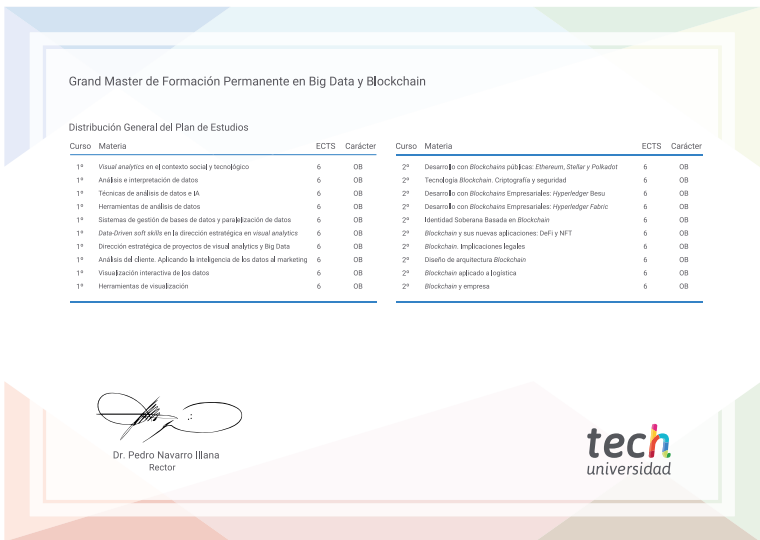 Grand Master de Formación Permanente en Big Data y Blockchain
Distribución General del Plan de Estudios
Curso Materia ECTS Carácter
1º Visual analytics en el contexto social y tecnológico 6 OB
1º Análisis e interpretación de datos 6 OB
1º Técnicas de análisis de datos e IA 6 OB
1º Herramientas de análisis de datos 6 OB
1º Sistemas de gestión de bases de datos y paralelización de datos 6 OB
1º Data-Driven soft skills en la dirección estratégica en visual analytics 6 OB
1º Dirección estratégica de proyectos de visual analytics y Big Data 6 OB
1º Análisis del cliente. Aplicando la inteligencia de los datos al marketing 6 OB
1º Visualización interactiva de los datos 6 OB
1º Herramientas de visualización 6 OB
Curso Materia ECTS Carácter
2º Desarrollo con Blockchains públicas: Ethereum, Stellar y Polkadot 6 OB
2º Tecnología Blockchain. Criptografía y seguridad 6 OB
2º Desarrollo con Blockchains Empresariales: Hyperledger Besu 6 OB
2º Desarrollo con Blockchains Empresariales: Hyperledger Fabric 6 OB
2º Identidad Soberana Basada en Blockchain 6 OB
2º Blockchain y sus nuevas aplicaciones: DeFi y NFT 6 OB
2º Blockchain. Implicaciones legales 6 OB
2º Diseño de arquitectura Blockchain 6 OB
2º Blockchain aplicado a logística 6 OB
2º Blockchain y empresa 6 OB
Dr. Pedro Navarro Illana
Rector
tech
universidad